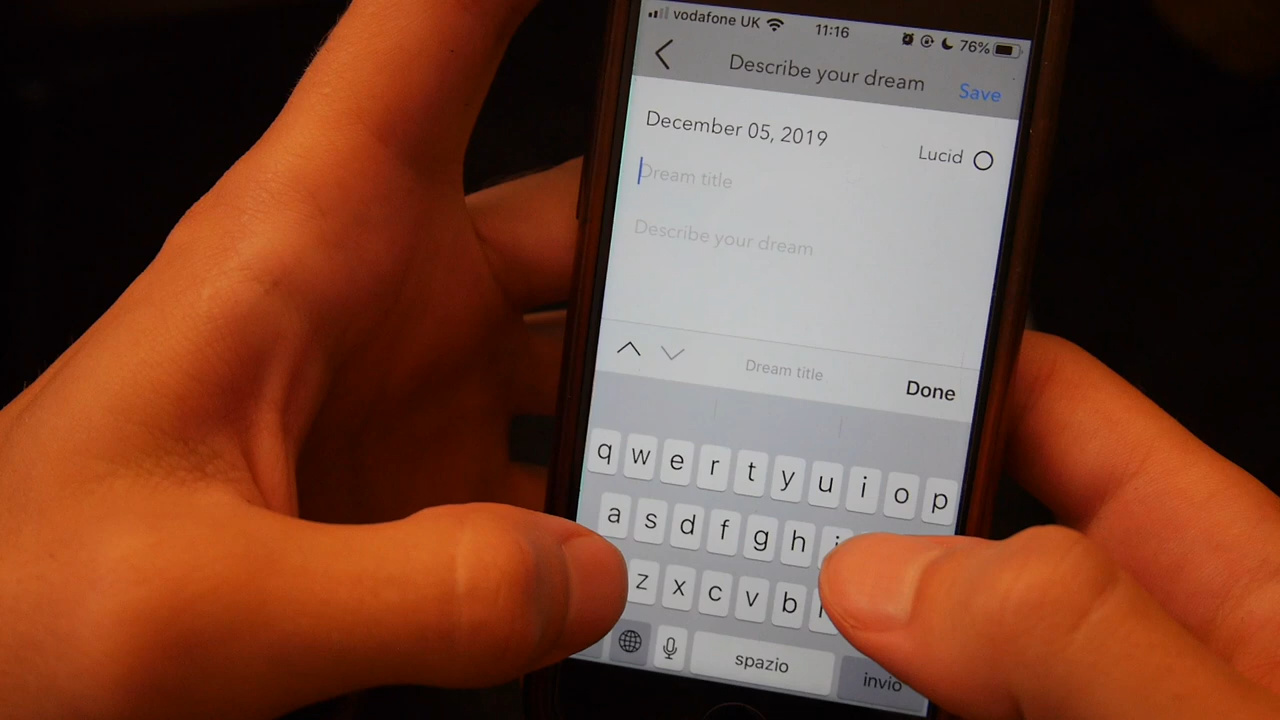 vodafone UK 11:16 76%
Describe your dream Save
December 05, 2019
Lucid
Dream title
Describe your dream
Dream title Done
q w e r t y u i o p
a s d f g h
z x c v b
spazio invio